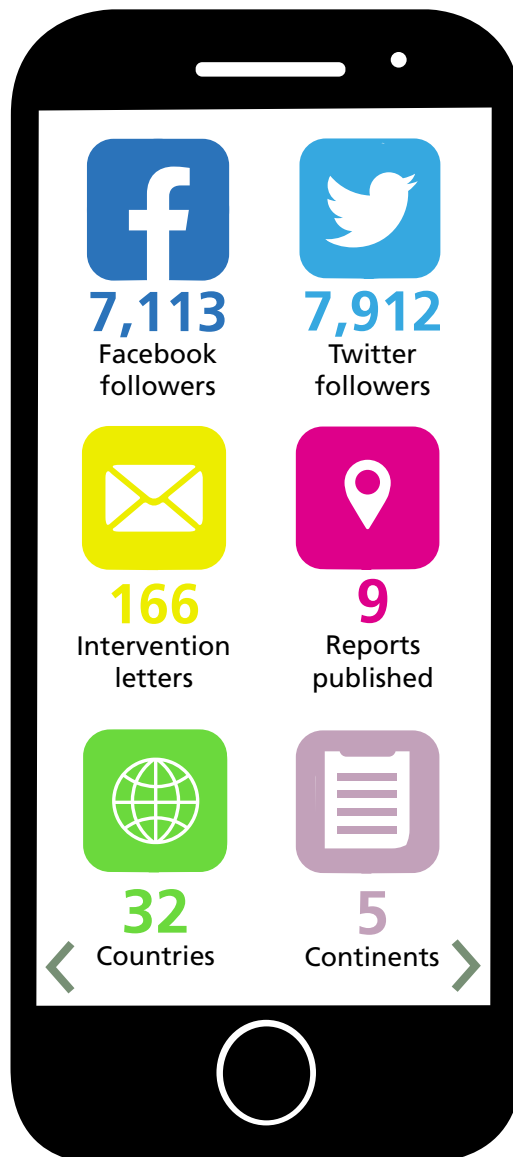 7,113
Facebook
followers
7,912
Twitter
followers
166
Intervention
letters
9
Reports
published
32
Countries
5
Continents